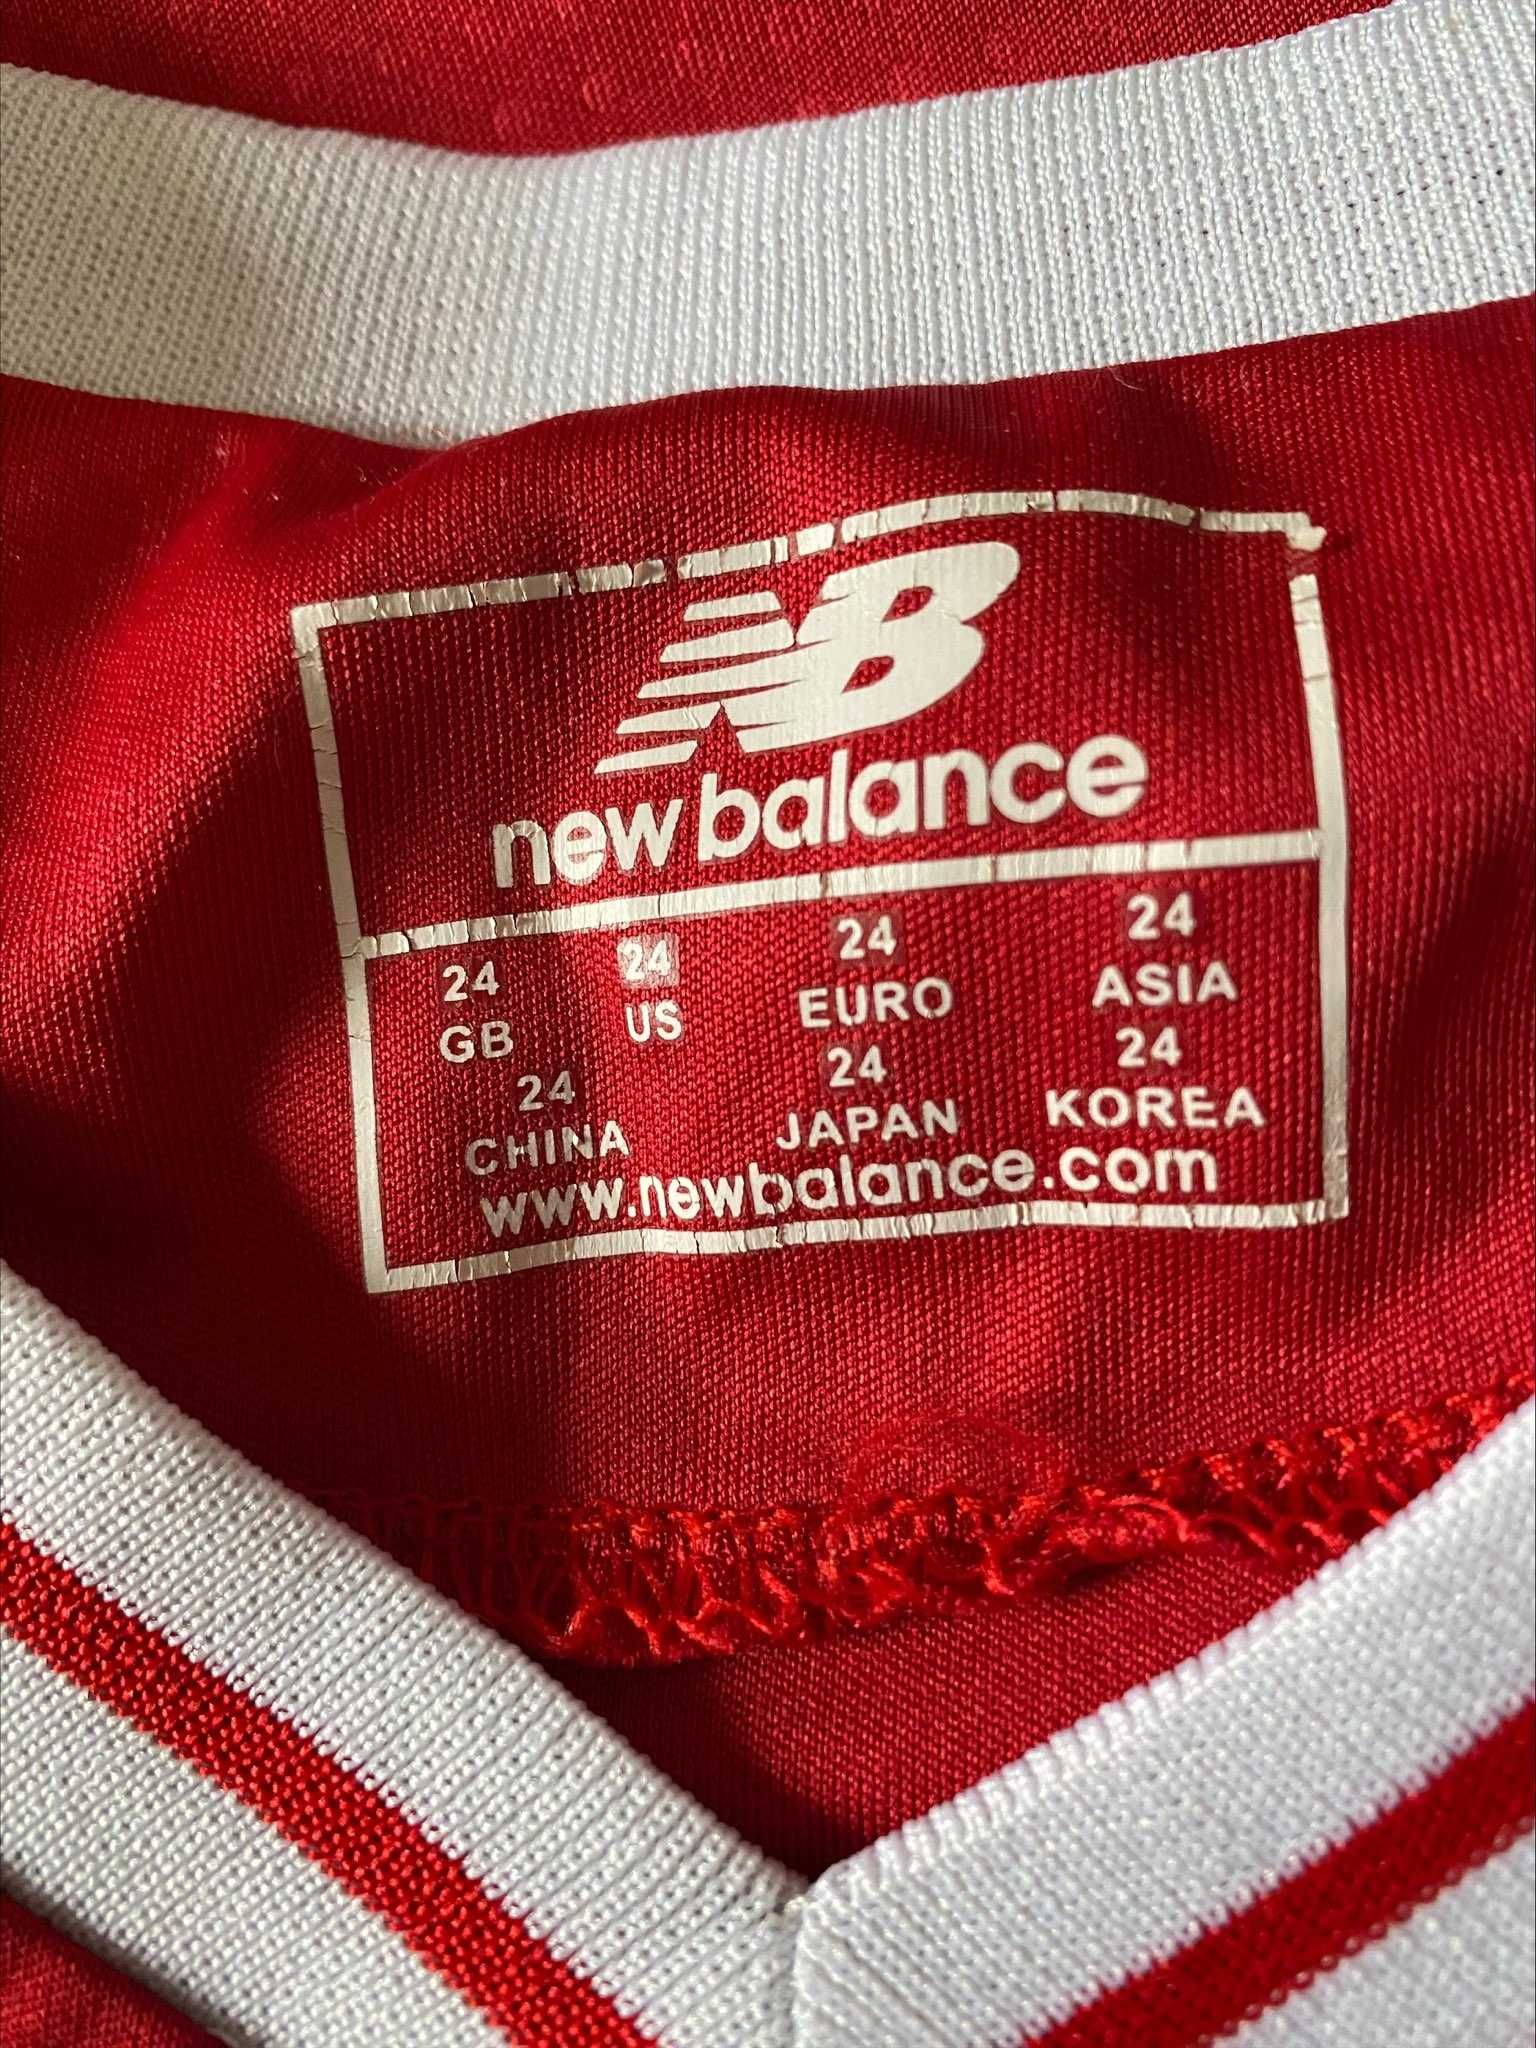 NB
new balance
24 24 24 24
GB US EURO ASIA
24 24 24
CHINA JAPAN KOREA
www.newbalance.com